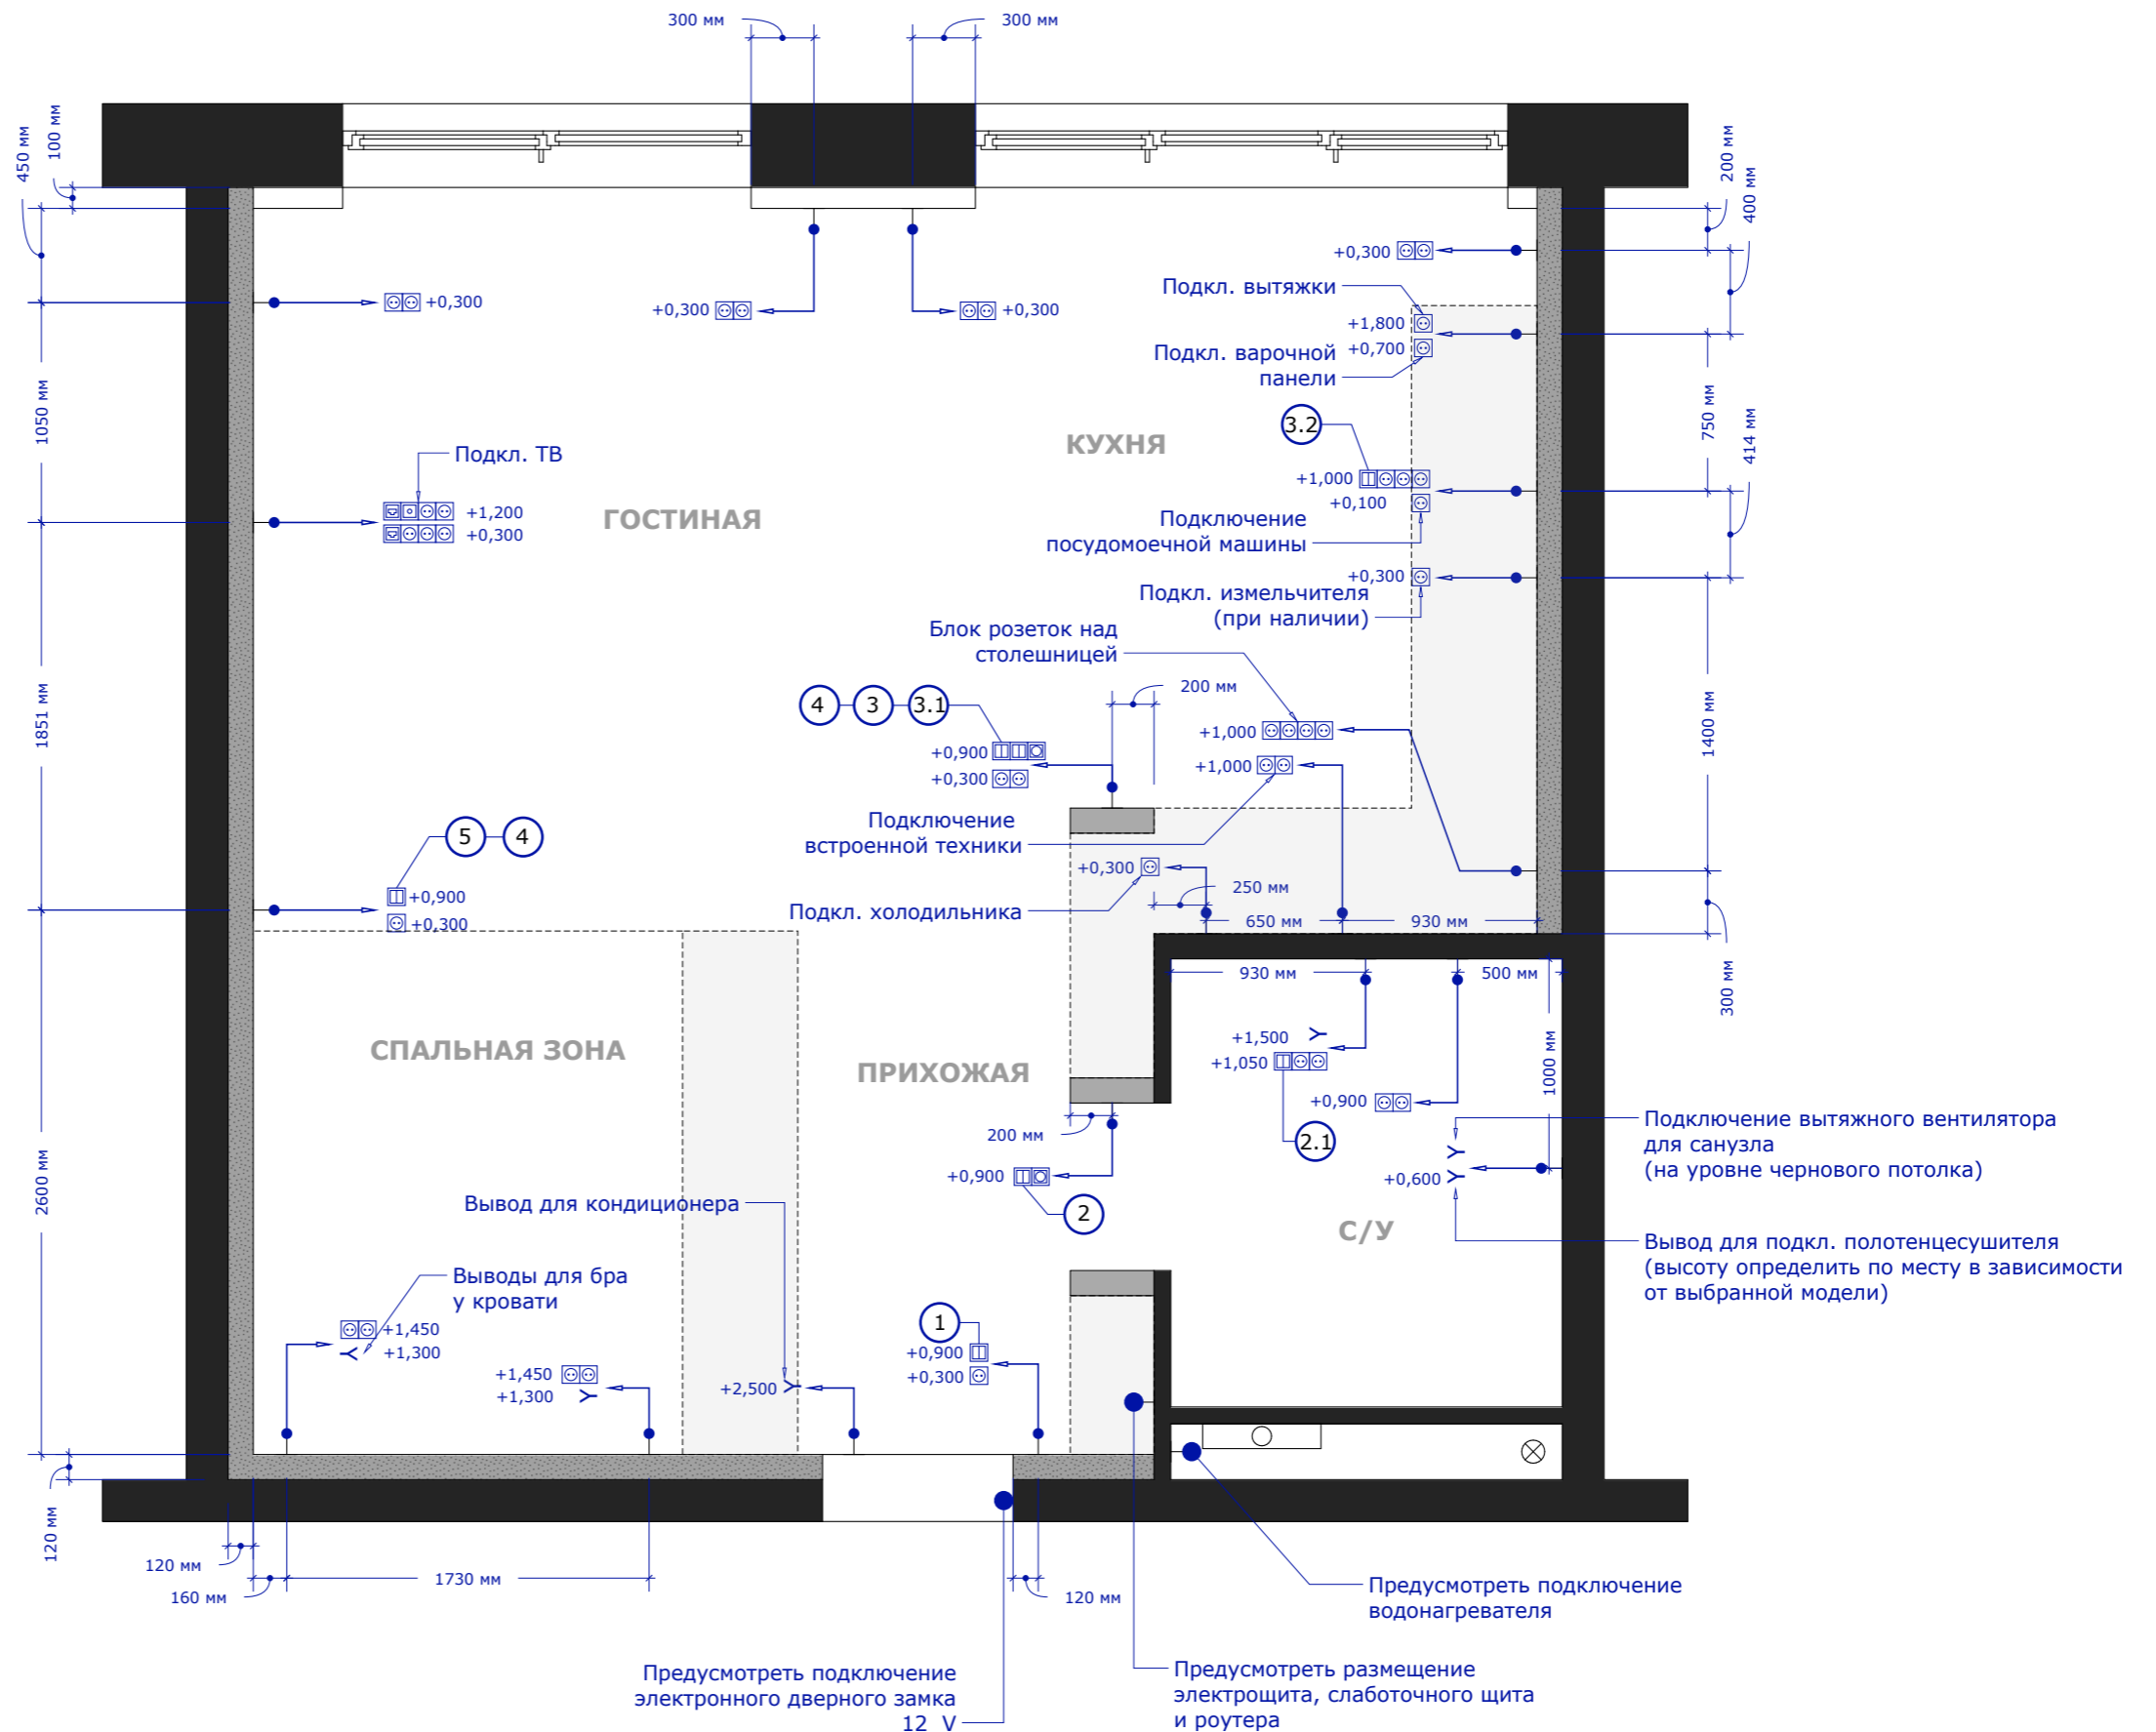 300 мм
300 мм
450 мм
100 мм
200 мм
400 мм
+0,300
Подкл. вытяжки
+0,300
+0,300
+0,300
+1,800
Подкл. варочной
панели
+0,700
1050 мм
750 мм
414 мм
3.2
КУХНЯ
Подкл. ТВ
+1,000
+0,100
+1,200
+0,300
ГОСТИНАЯ
Подключение
посудомоечной машины
+0,300
Подкл. измельчителя
(при наличии)
Блок розеток над
столешницей
1851 мм
200 мм
1400 мм
4
3
3.1
+0,900
+0,300
+1,000
+1,000
Подключение
встроенной техники
5
4
+0,900
+0,300
+0,300
250 мм
Подкл. холодильника
650 мм
930 мм
930 мм
500 мм
300 мм
+1,500
+1,050
1000 мм
СПАЛЬНАЯ ЗОНА
ПРИХОЖАЯ
+0,900
2.1
200 мм
Подключение вытяжного вентилятора
для санузла
(на уровне чернового потолка)
2600 мм
+0,900
2
+0,600
Вывод для кондиционера
С/У
Вывод для подкл. полотенцесушителя
(высоту определить по месту в зависимости
от выбранной модели)
Выводы для бра
у кровати
+1,450
+1,300
1
+0,900
+0,300
+1,450
+1,300
+2,500
120 мм
120 мм
160 мм
1730 мм
120 мм
Предусмотреть подключение
водонагревателя
Предусмотреть подключение
электронного дверного замка
12 V
Предусмотреть размещение
электрощита, слаботочного щита
и роутера